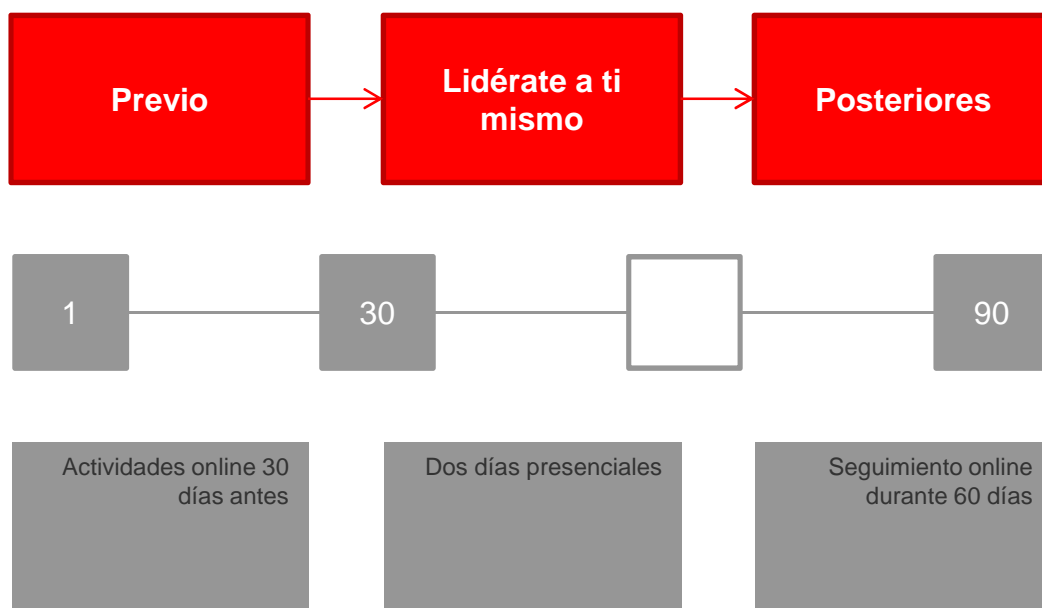 Previo
Lidérate a ti
mismo
Posteriores
1
30
90
Actividades online 30
días antes
Dos días presenciales
Seguimiento online
durante 60 días